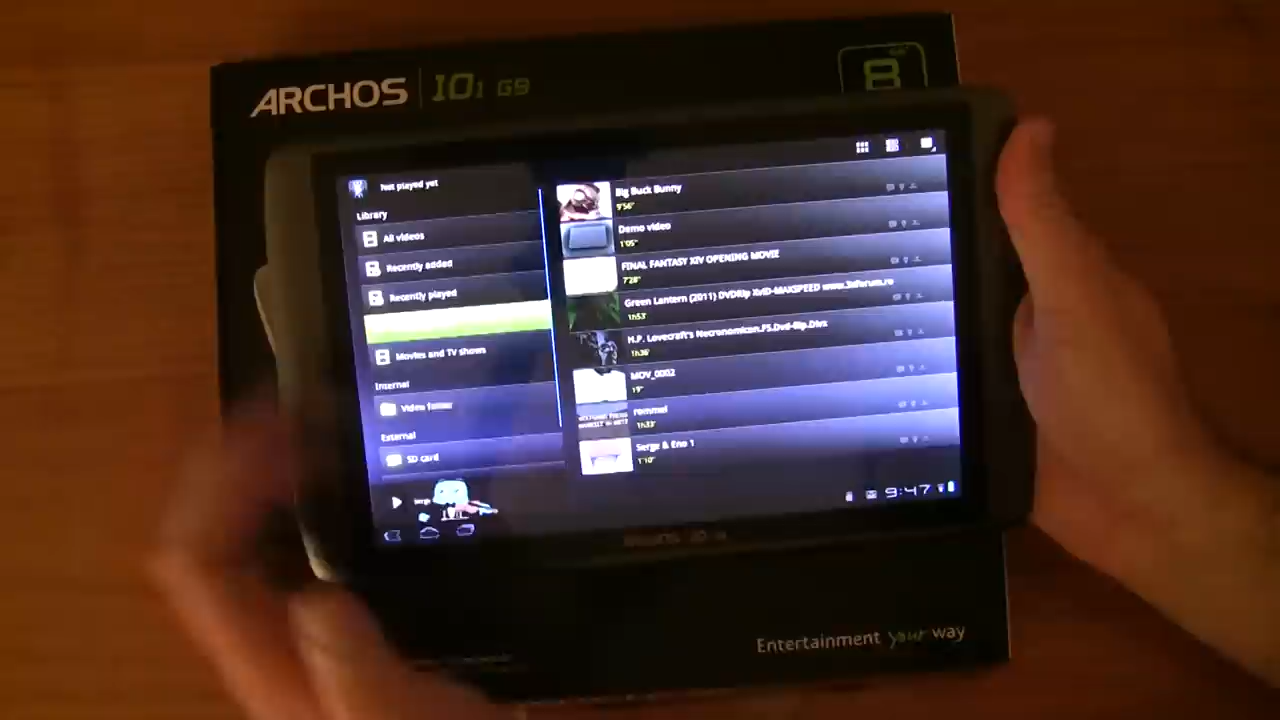 ARCHOS 101 G9
8
Not played yet
Library
All videos
Recently added
Recently played
Movies and TV shows
Internal
Video folder
External
SD card
Big Buck Bunny
9'56"
Demo video
1'05"
FINAL FANTASY XIV OPENING MOVIE
7'28"
Green Lantern (2011) DVDRip XviD-MAXSPEED www.3xforum.ro
1h53'
H.P. Lovecraft's Necronomicon.F5.Dvd-Rip.Divx
1h36'
MOV_0002
19"
rommel
1h33'
Serge & Eno 1
1'10"
9:47
Entertainment your way